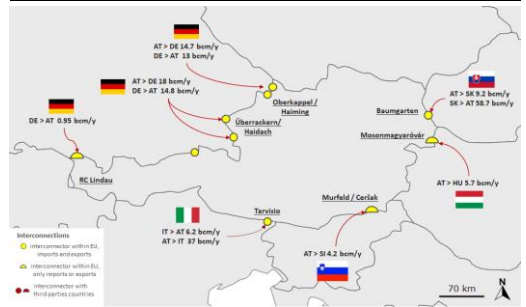 AT > DE 14.7 bcm/y
DE > AT 13 bcm/y
AT > DE 18 bcm/y
DE > AT 14.8 bcm/y
DE > AT 0.95 bcm/y
Oberkappel /
Haiming
Überrackern/
Haidach
RC Lindau
AT > SK 9.2 bcm/y
SK > AT 58.7 bcm/y
Baumgarten
Mosonmagyaróvár
AT > HU 5.7 bcm/y
Murfeld / Ceršak
Tarvisio
IT > AT 6.2 bcm/y
AT > IT 37 bcm/y
AT > SI 4.2 bcm/y
Interconnections
interconnector within EU,
imports and exports
interconnector within EU,
only imports or exports
interconnector with
third parties countries
70 km
N